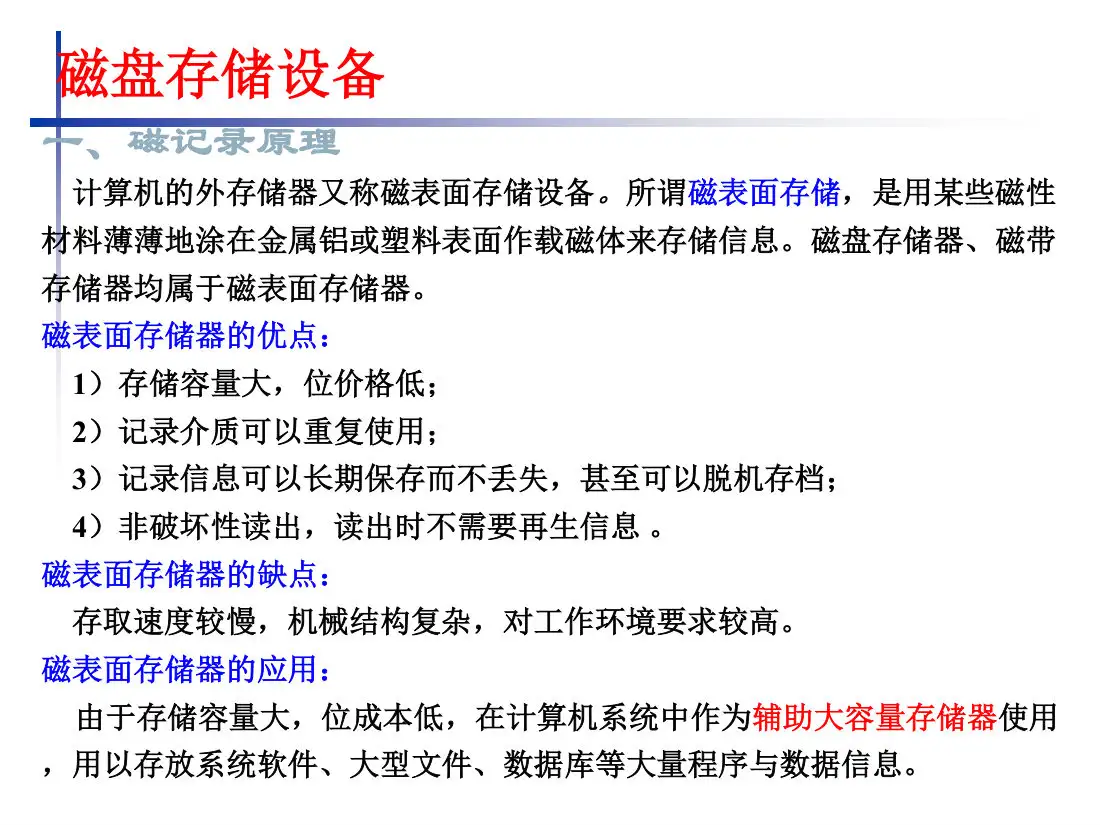 磁盘存储设备
一、磁记录原理
计算机的外存储器又称磁表面存储设备。所谓磁表面存储，是用某些磁性
材料薄薄地涂在金属铝或塑料表面作载磁体来存储信息。磁盘存储器、磁带
存储器均属于磁表面存储器。
磁表面存储器的优点：
1）存储容量大，位价格低；
2）记录介质可以重复使用；
3）记录信息可以长期保存而不丢失，甚至可以脱机存档；
4）非破坏性读出，读出时不需要再生信息 。
磁表面存储器的缺点：
存取速度较慢，机械结构复杂，对工作环境要求较高。
磁表面存储器的应用：
由于存储容量大，位成本低，在计算机系统中作为辅助大容量存储器使用
，用以存放系统软件、大型文件、数据库等大量程序与数据信息。